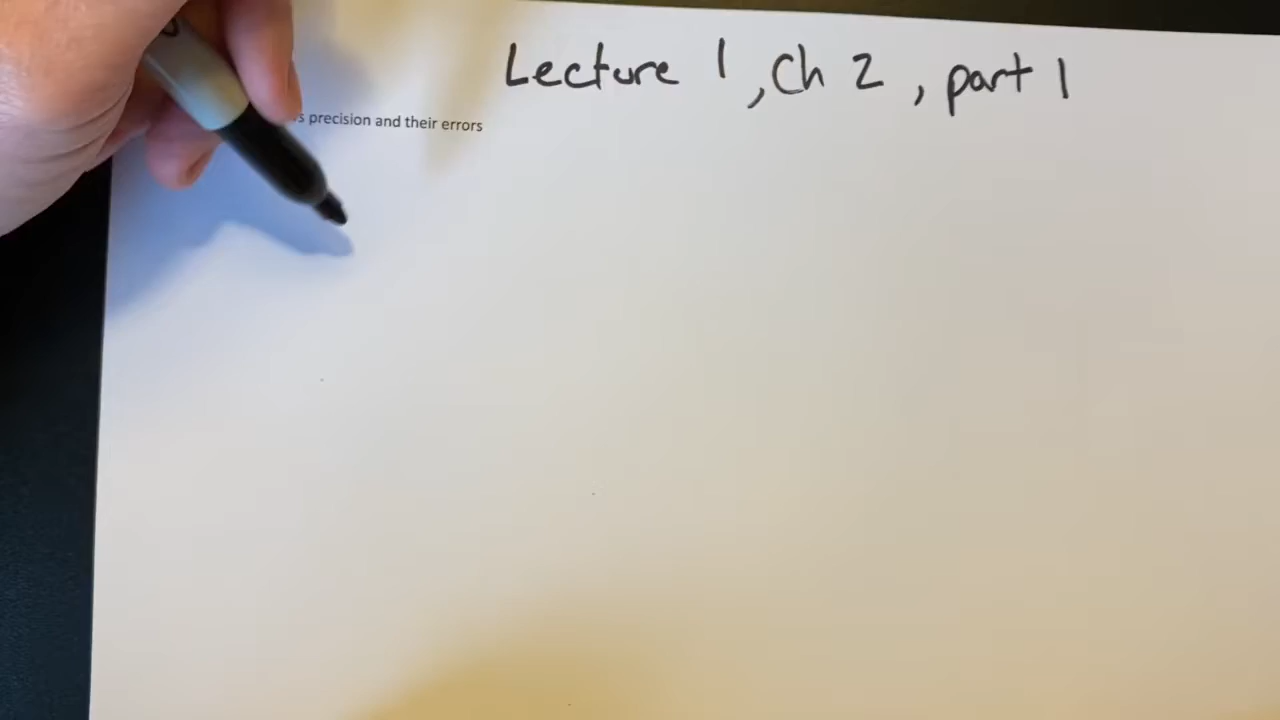 Lecture 1, Ch 2, part 1
precision and their errors